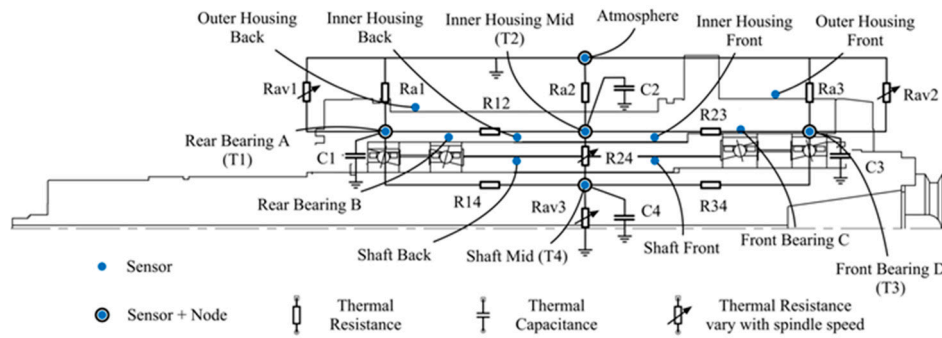 Outer Housing
Back
Inner Housing
Back
Inner Housing Mid
(T2)
Atmosphere
Inner Housing
Front
Outer Housing
Front
Rav1
Ra1
Ra2
C2
Ra3
Rav2
R12
R23
Rear Bearing A
(T1)
C1
R24
C3
Rear Bearing B
R14
Rav3
C4
R34
Shaft Back
Shaft Mid (T4)
Shaft Front
Front Bearing C
Front Bearing D
(T3)
Sensor
Sensor + Node
Thermal
Resistance
Thermal
Capacitance
Thermal Resistance
vary with spindle speed